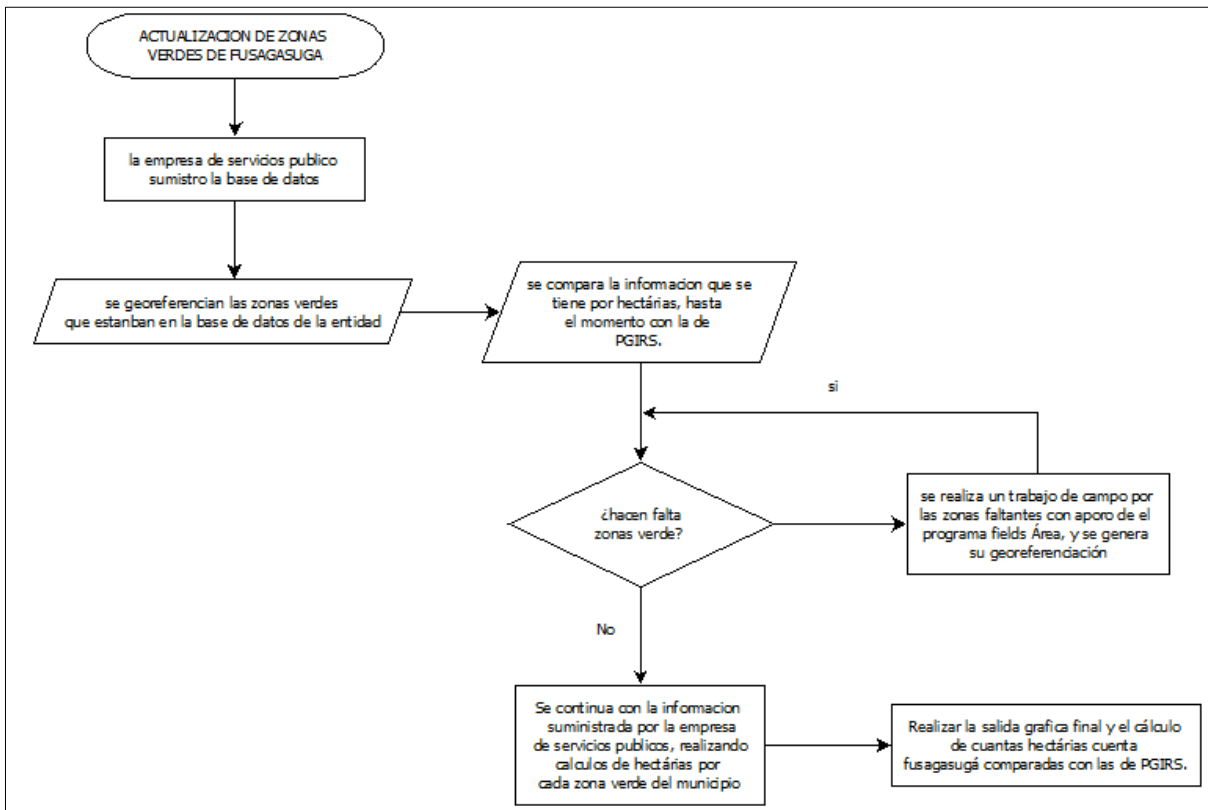 ACTUALIZACION DE ZONAS
VERDES DE FUSAGASUGA
la empresa de servicios publico
sumistro la base de datos
se georeferencian las zonas verdes
que estanban en la base de datos de la entidad
se compara la informacion que se
tiene por hectárias, hasta
el momento con la de
PGIRS.
si
¿hacen falta
zonas verde?
se realiza un trabajo de campo por
las zonas faltantes con aporo de el
programa fields Área, y se genera
su georeferenciación
No
Se continua con la informacion
suministrada por la empresa
de servicios publicos, realizando
calculos de hectárias por
cada zona verde del municipio
Realizar la salida grafica final y el cálculo
de cuantas hectárias cuenta
fusagasugá comparadas con las de PGIRS.